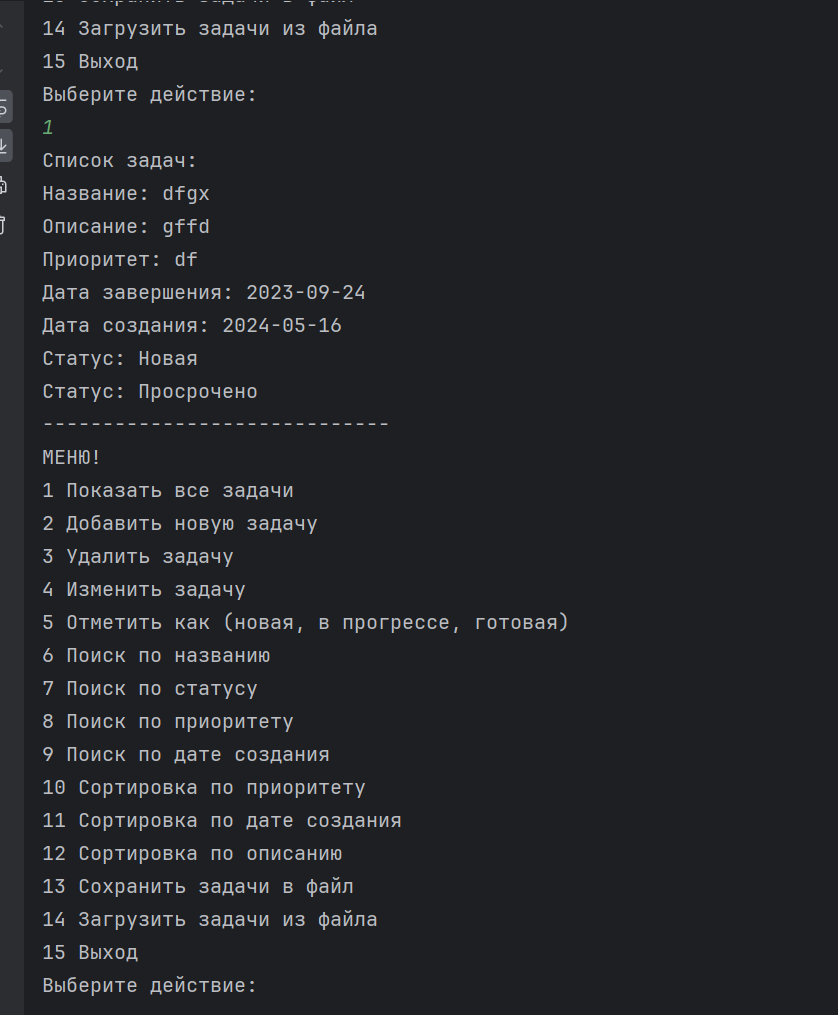 14 Загрузить задачи из файла
15 Выход
Выберите действие:
1
Список задач:
Название: dfgx
Описание: gffd
Приоритет: df
Дата завершения: 2023-09-24
Дата создания: 2024-05-16
Статус: Новая
Статус: Просрочено
-----------------------------
МЕНЮ!
1 Показать все задачи
2 Добавить новую задачу
3 Удалить задачу
4 Изменить задачу
5 Отметить как (новая, в прогрессе, готовая)
6 Поиск по названию
7 Поиск по статусу
8 Поиск по приоритету
9 Поиск по дате создания
10 Сортировка по приоритету
11 Сортировка по дате создания
12 Сортировка по описанию
13 Сохранить задачи в файл
14 Загрузить задачи из файла
15 Выход
Выберите действие: